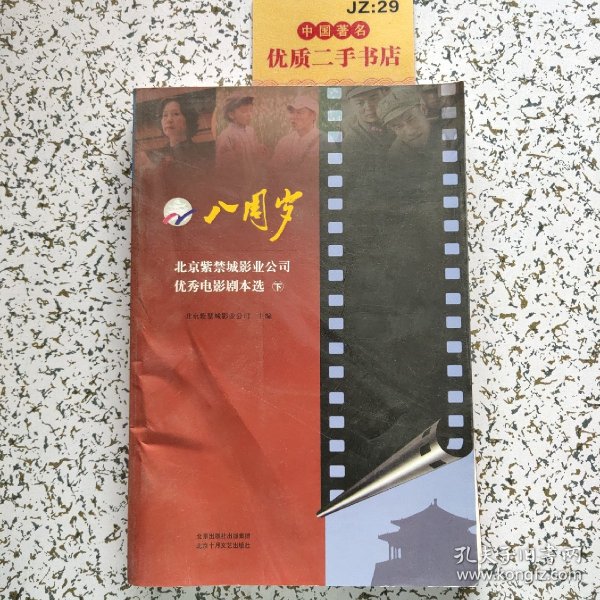 JZ:29
中国著名
优质二手书店
八周岁
北京紫禁城影业公司
优秀电影剧本选 下
北京紫禁城影业公司 主编
北京出版社出版集团
北京十月文艺出版社
孔夫子旧书网
www.kongfz.com